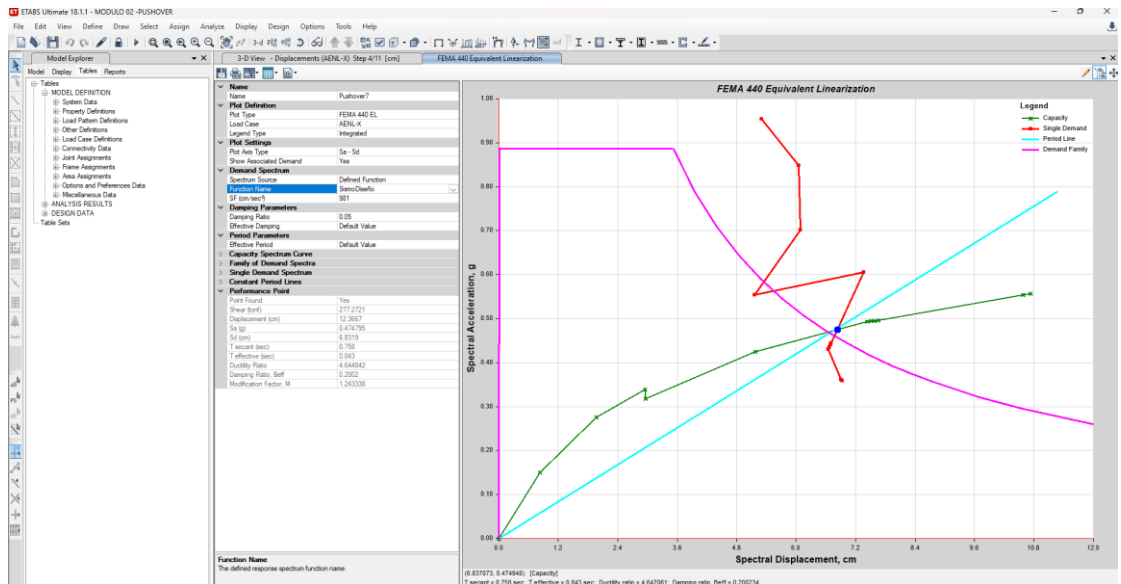 ETABS Ultimate 18.1.1 - MODULO 02 -PUSHOVER
File Edit View Define Draw Select Assign Analyze Display Design Options Tools Help
Model Explorer
3-D View - Displacements (AENL-X) Step 4/11 [cm]
FEMA 440 Equivalent Linearization
Model Display Tables Reports
Tables
MODEL DEFINITION
System Data
Property Definitions
Load Pattern Definitions
Other Definitions
Load Case Definitions
Connectivity Data
Joint Assignments
Frame Assignments
Area Assignments
Options and Preferences Data
Miscellaneous Data
ANALYSIS RESULTS
DESIGN DATA
Table Sets
Name
Name Pushover7
Plot Definition
Plot Type FEMA 440 EL
Load Case AENL-X
Legend Type Integrated
Plot Settings
Plot Axis Type Sa - Sd
Show Associated Demand Yes
Demand Spectrum
Spectrum Source Defined Function
Function Name SismoDiseño
SF (cm/sec²) 981
Damping Parameters
Damping Ratio 0.05
Effective Damping Default Value
Period Parameters
Effective Period Default Value
Capacity Spectrum Curve
Family of Demand Spectra
Single Demand Spectrum
Constant Period Lines
Performance Point
Point Found Yes
Shear (tonf) 277.2721
Displacement (cm) 12.3667
Sa (g) 0.474795
Sd (cm) 6.8319
T secant (sec) 0.758
T effective (sec) 0.643
Ductility Ratio 4.644842
Damping Ratio, Beff 0.2002
Modification Factor, M 1.243338
Function Name
The defined response spectrum function name.
FEMA 440 Equivalent Linearization
Legend
Capacity
Single Demand
Period Line
Demand Family
Spectral Acceleration, g
1.00
0.90
0.80
0.70
0.60
0.50
0.40
0.30
0.20
0.10
0.00
0.0 1.2 2.4 3.6 4.8 6.0 7.2 8.4 9.6 10.8 12.0
Spectral Displacement, cm
(6.837073, 0.474948) [Capacity]
T secant = 0.758 sec; T effective = 0.643 sec; Ductility ratio = 4.647061; Damping ratio, Beff = 0.200234